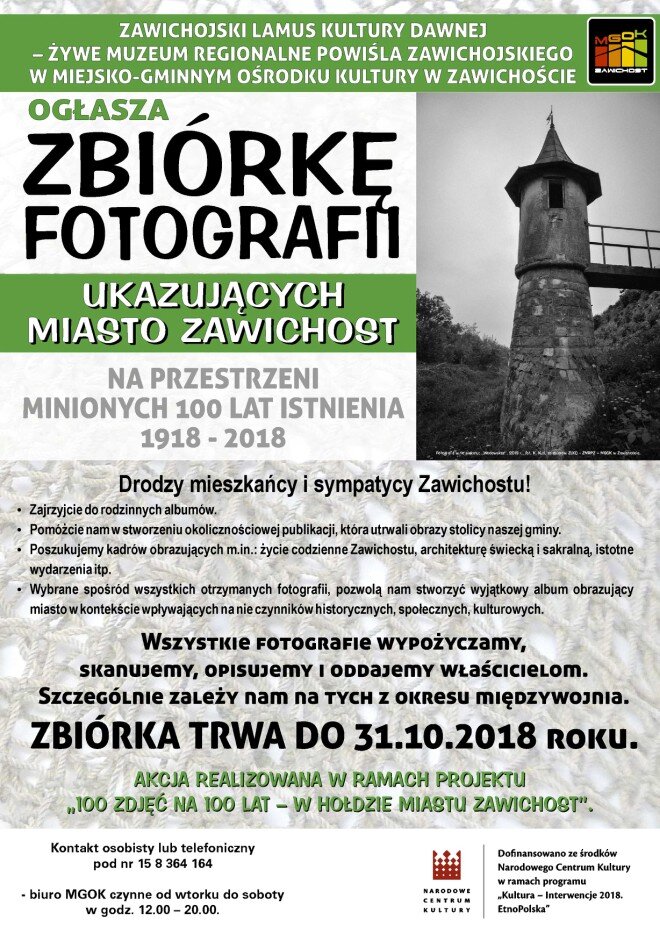 ZAWICHOJSKI LAMUS KULTURY DAWNEJ
– ŻYWE MUZEUM REGIONALNE POWIŚLA ZAWICHOJSKIEGO
W MIEJSKO-GMINNYM OŚRODKU KULTURY W ZAWICHOŚCIE
MGOK
ZAWICHOST
OGŁASZA
ZBIÓRKĘ
FOTOGRAFII
UKAZUJĄCYCH
MIASTO ZAWICHOST
NA PRZESTRZENI
MINIONYCH 100 LAT ISTNIENIA
1918 - 2018
Drodzy mieszkańcy i sympatycy Zawichostu!
• Zajrzyjcie do rodzinnych albumów.
• Pomóżcie nam w stworzeniu okolicznościowej publikacji, która utrwali obrazy stolicy naszej gminy.
• Poszukujemy kadrów obrazujących m.in.: życie codzienne Zawichostu, architekturę świecką i sakralną, istotne
wydarzenia itp.
• Wybrane spośród wszystkich otrzymanych fotografii, pozwolą nam stworzyć wyjątkowy album obrazujący
miasto w kontekście wpływających na nie czynników historycznych, społecznych, kulturowych.
Wszystkie fotografie wypożyczamy,
skanujemy, opisujemy i oddajemy właścicielom.
Szczególnie zależy nam na tych z okresu międzywojnia.
ZBIÓRKA TRWA DO 31.10.2018 ROKU.
AKCJA REALIZOWANA W RAMACH PROJEKTU
„100 ZDJĘĆ NA 100 LAT – W HOŁDZIE MIASTU ZAWICHOST”.
Kontakt osobisty lub telefoniczny
pod nr 15 8 364 164
- biuro MGOK czynne od wtorku do soboty
w godz. 12.00 – 20.00.
NARODOWE
CENTRUM
KULTURY
Dofinansowano ze środków
Narodowego Centrum Kultury
w ramach programu
„Kultura – Interwencje 2018.
EtnoPolska”